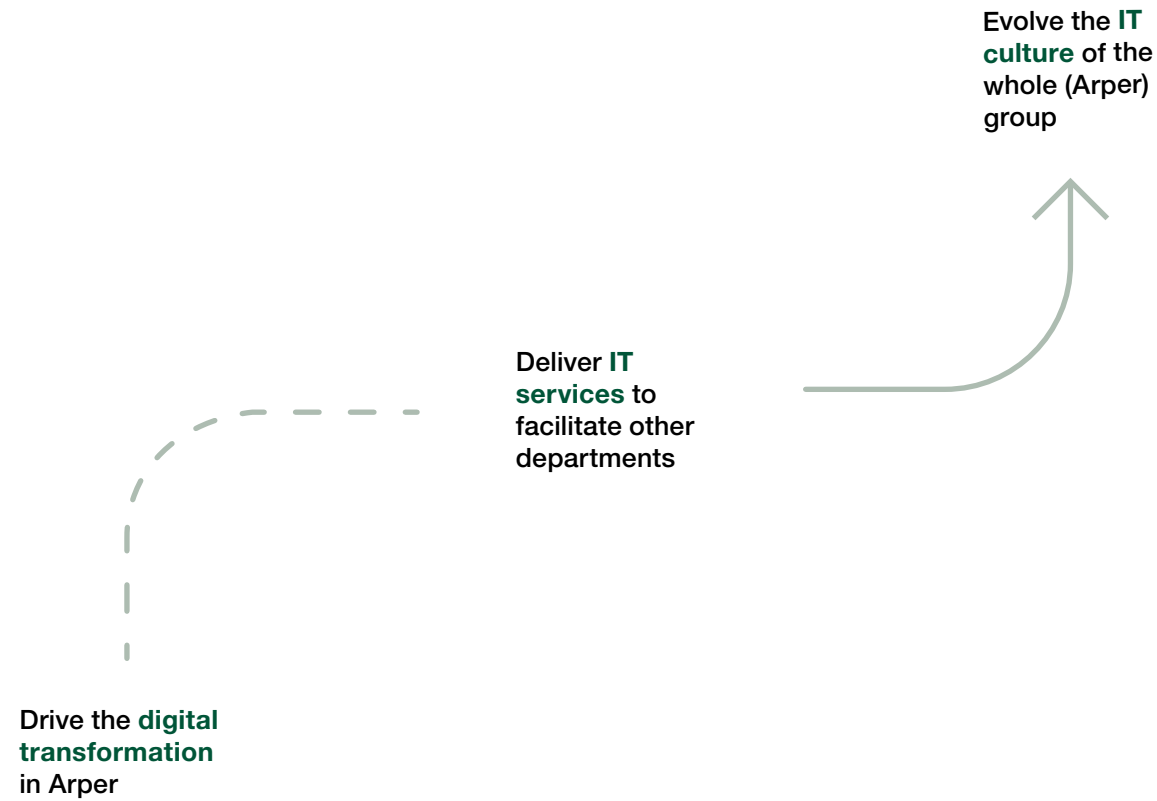 Evolve the IT
culture of the
whole (Arper)
group
Deliver IT
services to
facilitate other
departments
Drive the digital
transformation
in Arper